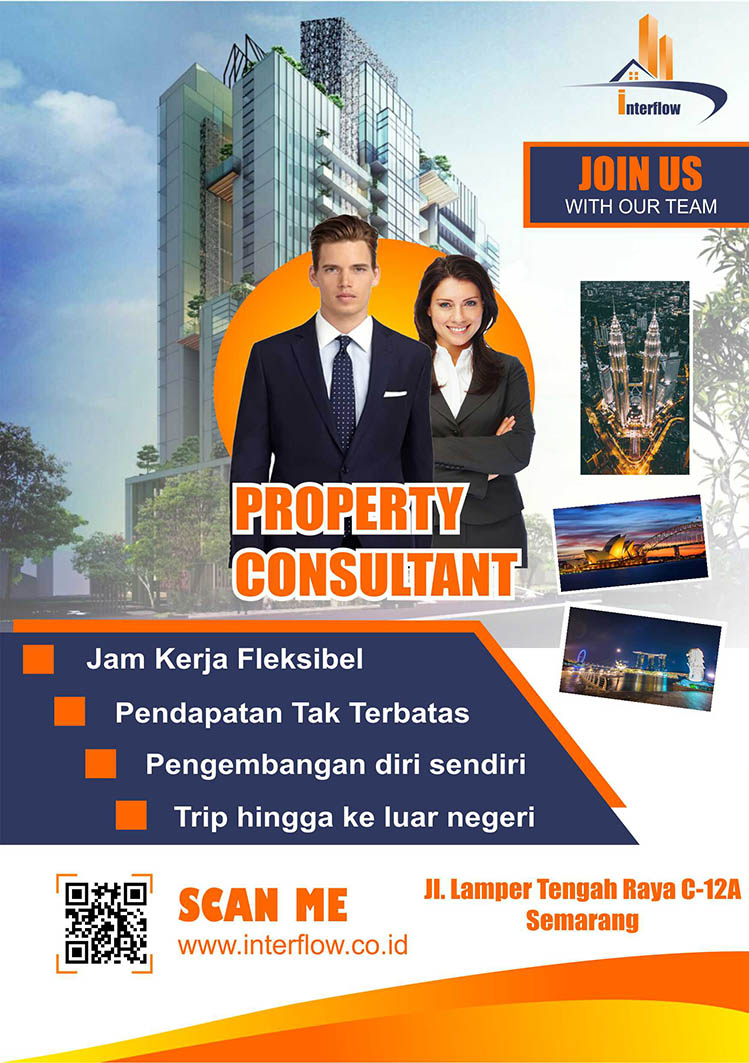 interflow
JOIN US
WITH OUR TEAM
PROPERTY
CONSULTANT
Jam Kerja Fleksibel
Pendapatan Tak Terbatas
Pengembangan diri sendiri
Trip hingga ke luar negeri
SCAN ME
www.interflow.co.id
Jl. Lamper Tengah Raya C-12A
Semarang